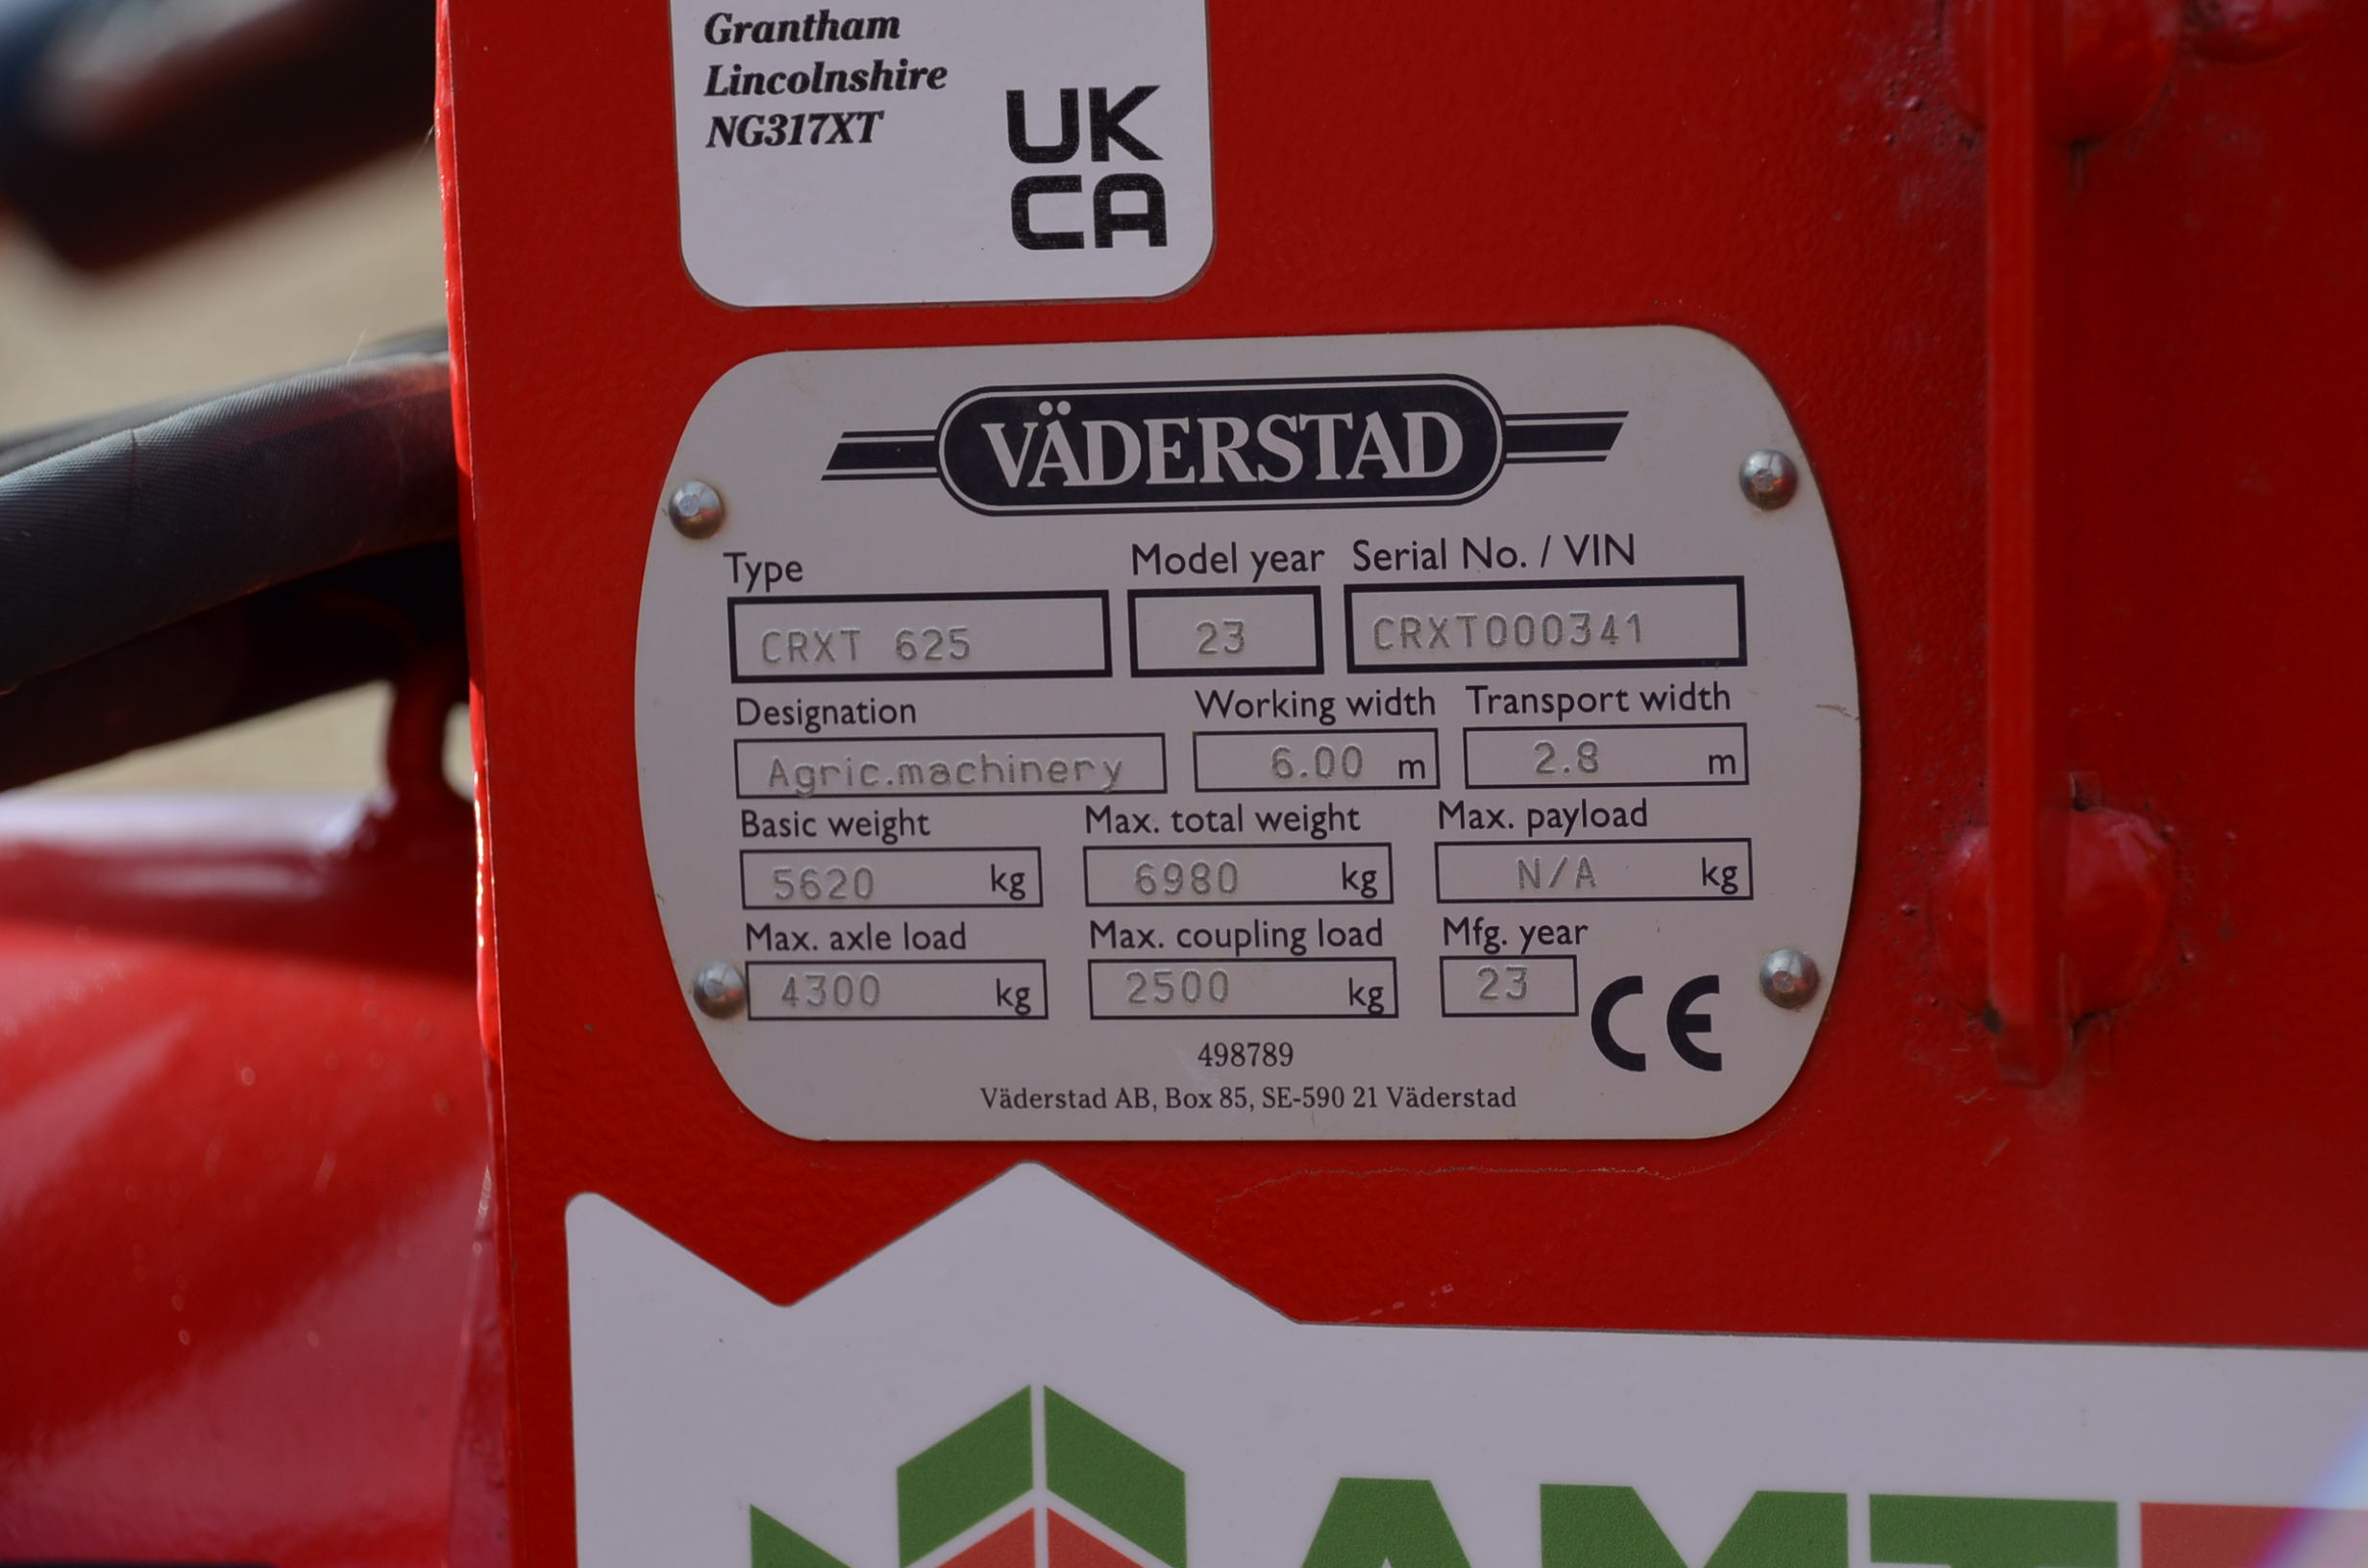 Grantham
Lincolnshire
NG317XT
UK
CA
VÄDERSTAD
Type Model year Serial No. / VIN
CRXT 625 23 CRXT000341
Designation Working width Transport width
Agric.machinery 6.00 m 2.8 m
Basic weight Max. total weight Max. payload
5620 kg 6980 kg N/A kg
Max. axle load Max. coupling load Mfg. year
4300 kg 2500 kg 23
CE
498789
Väderstad AB, Box 85, SE-590 21 Väderstad